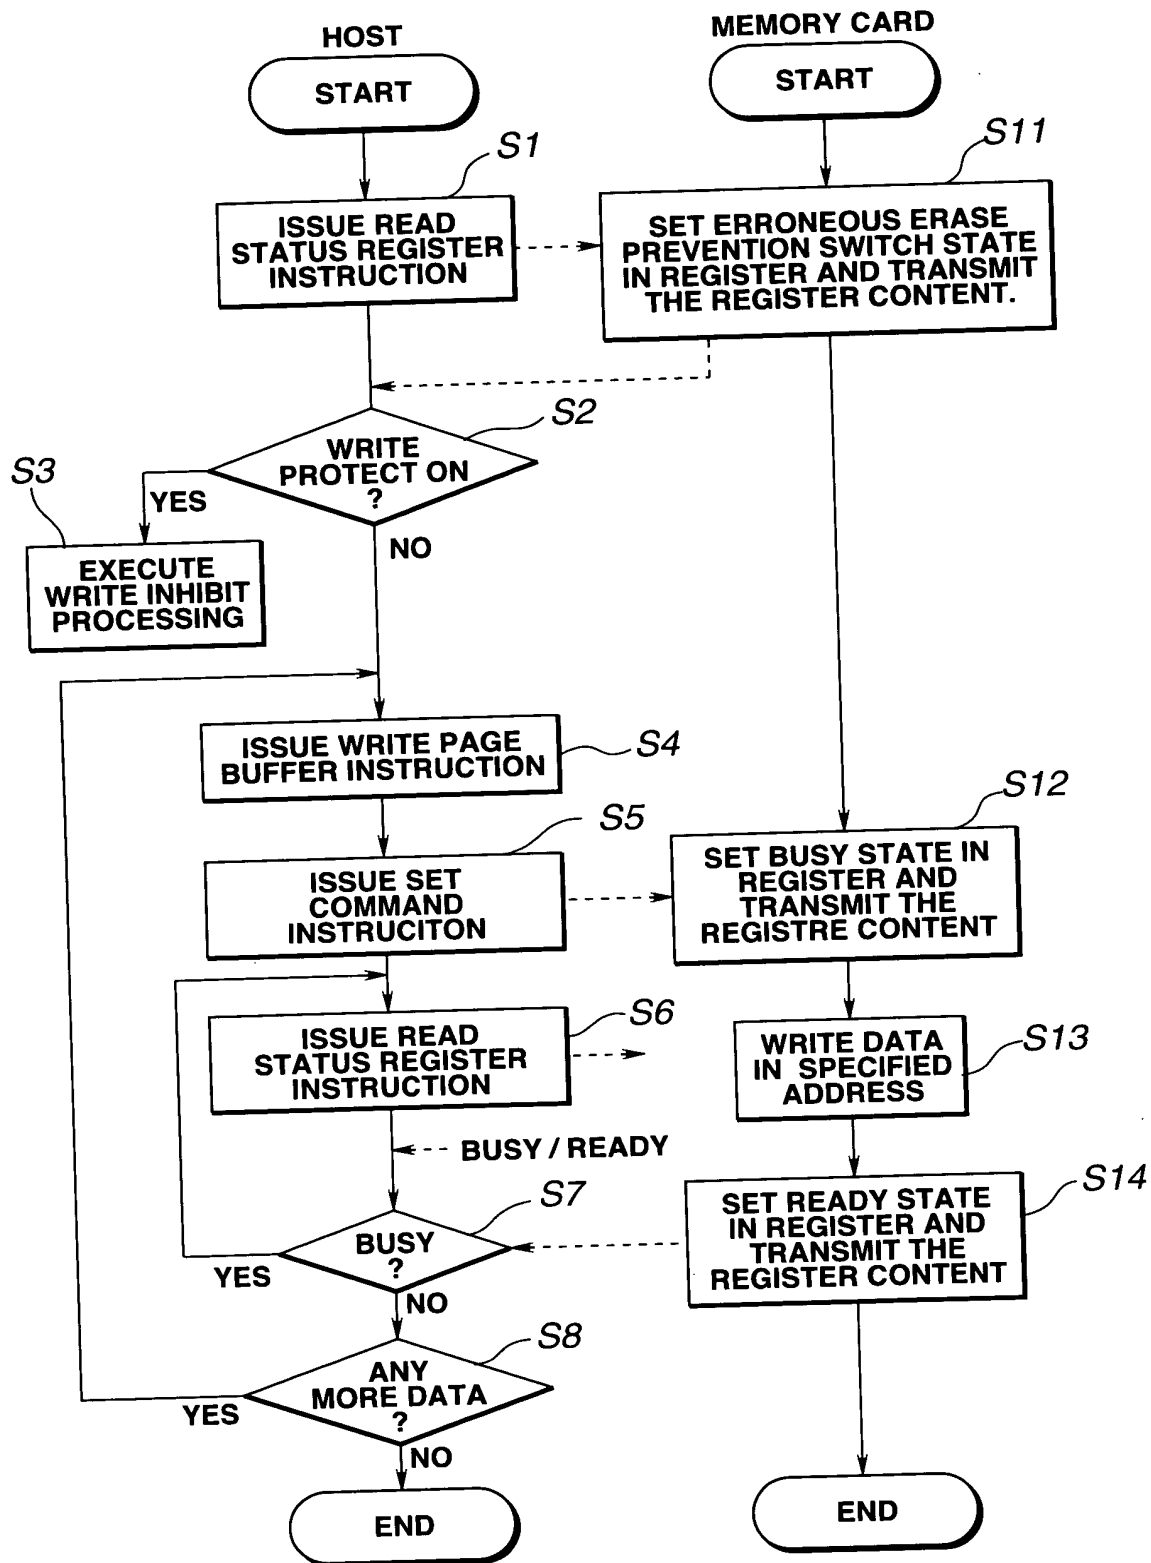 HOST
MEMORY CARD
START
START
S1
S11
ISSUE READ
STATUS REGISTER
INSTRUCTION
SET ERRONEOUS ERASE
PREVENTION SWITCH STATE
IN REGISTER AND TRANSMIT
THE REGISTER CONTENT.
S2
WRITE
PROTECT ON
?
S3
YES
NO
EXECUTE
WRITE INHIBIT
PROCESSING
ISSUE WRITE PAGE
BUFFER INSTRUCTION
S4
S5
S12
ISSUE SET
COMMAND
INSTRUCITON
SET BUSY STATE IN
REGISTER AND
TRANSMIT THE
REGISTRE CONTENT
S6
ISSUE READ
STATUS REGISTER
INSTRUCTION
S13
WRITE DATA
IN SPECIFIED
ADDRESS
BUSY / READY
S7
BUSY
?
YES
NO
S14
SET READY STATE
IN REGISTER AND
TRANSMIT THE
REGISTER CONTENT
S8
ANY
MORE DATA
?
YES
NO
END
END